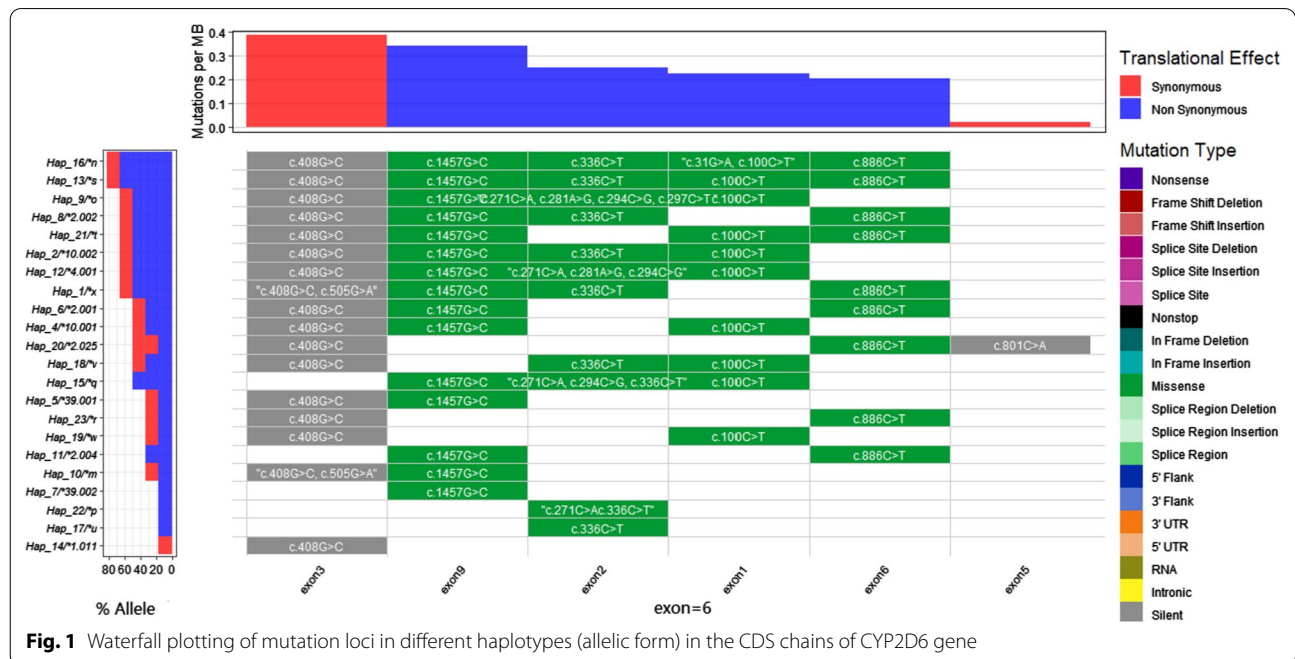 Mutations per MB
0.4
0.3
0.2
0.1
0.0
Translational Effect
Synonymous
Non Synonymous
Hap_16/*n c.408G>C c.1457G>C c.336C>T "c.31G>A, c.100C>T" c.886C>T
Hap_13/*s c.408G>C c.1457G>C c.336C>T c.100C>T c.886C>T
Hap_9/*o c.408G>C c.1457G>C "c.271C>A, c.281A>G, c.294C>G, c.297C>T" c.100C>T
Hap_8/*2.002 c.408G>C c.1457G>C c.336C>T c.886C>T
Hap_21/*t c.408G>C c.1457G>C c.100C>T c.886C>T
Hap_2/*10.002 c.408G>C c.1457G>C c.336C>T c.100C>T
Hap_12/*4.001 c.408G>C c.1457G>C "c.271C>A, c.281A>G, c.294C>G" c.100C>T
Hap_1/*x "c.408G>C, c.505G>A" c.1457G>C c.336C>T c.886C>T
Hap_6/*2.001 c.408G>C c.1457G>C c.886C>T
Hap_4/*10.001 c.408G>C c.1457G>C c.100C>T
Hap_20/*2.025 c.408G>C c.886C>T c.801C>A
Hap_18/*v c.408G>C c.336C>T c.100C>T
Hap_15/*q c.1457G>C "c.271C>A, c.294C>G, c.336C>T" c.100C>T
Hap_5/*39.001 c.408G>C c.1457G>C
Hap_23/*r c.408G>C c.886C>T
Hap_19/*w c.408G>C c.100C>T
Hap_11/*2.004 c.1457G>C c.886C>T
Hap_10/*m "c.408G>C, c.505G>A" c.1457G>C
Hap_7/*39.002 c.1457G>C
Hap_22/*p "c.271C>Ac.336C>T"
Hap_17/*u c.336C>T
Hap_14/*1.011 c.408G>C
80 60 40 20 0
% Allele
exon3 exon9 exon2 exon1 exon6 exon5
exon=6
Mutation Type
Nonsense
Frame Shift Deletion
Frame Shift Insertion
Splice Site Deletion
Splice Site Insertion
Splice Site
Nonstop
In Frame Deletion
In Frame Insertion
Missense
Splice Region Deletion
Splice Region Insertion
Splice Region
5' Flank
3' Flank
3' UTR
5' UTR
RNA
Intronic
Silent
Fig. 1 Waterfall plotting of mutation loci in different haplotypes (allelic form) in the CDS chains of CYP2D6 gene